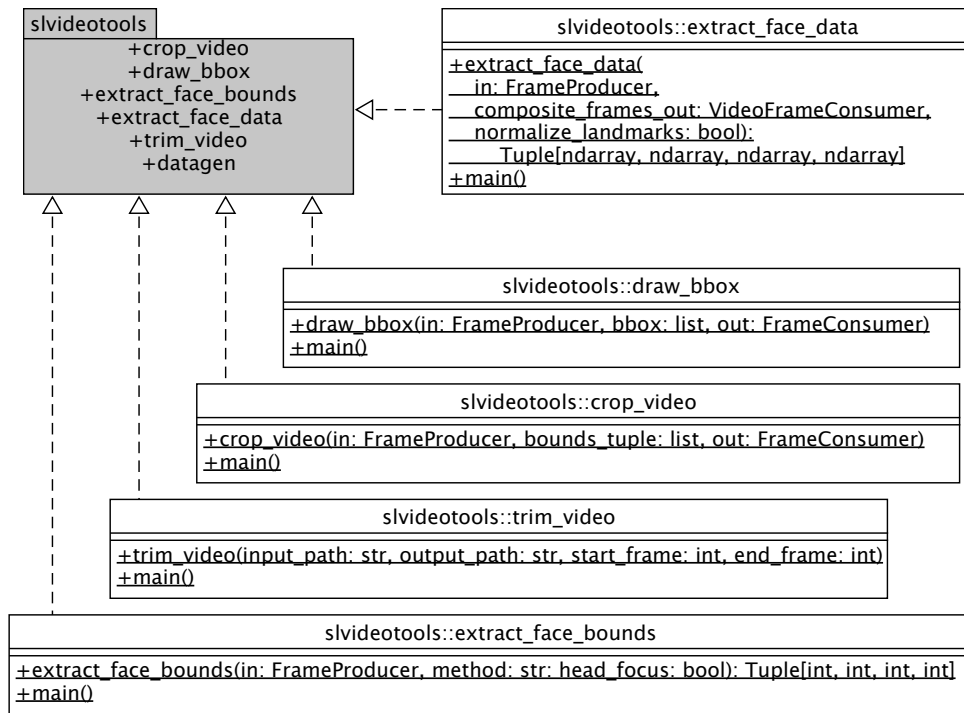 slvideotools
+crop_video
+draw_bbox
+extract_face_bounds
+extract_face_data
+trim_video
+datagen
slvideotools::extract_face_data
+extract_face_data(
in: FrameProducer,
composite_frames_out: VideoFrameConsumer,
normalize_landmarks: bool):
Tuple[ndarray, ndarray, ndarray, ndarray]
+main()
slvideotools::draw_bbox
+draw_bbox(in: FrameProducer, bbox: list, out: FrameConsumer)
+main()
slvideotools::crop_video
+crop_video(in: FrameProducer, bounds_tuple: list, out: FrameConsumer)
+main()
slvideotools::trim_video
+trim_video(input_path: str, output_path: str, start_frame: int, end_frame: int)
+main()
slvideotools::extract_face_bounds
+extract_face_bounds(in: FrameProducer, method: str: head_focus: bool): Tuple[int, int, int, int]
+main()